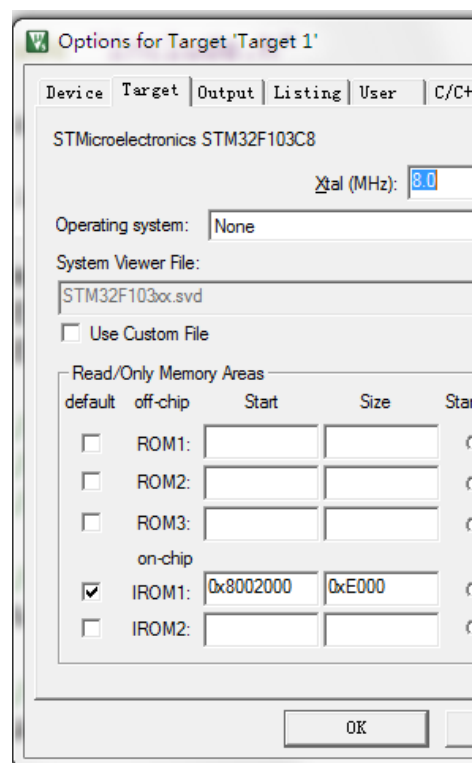 Options for Target 'Target 1'
Device Target Output Listing User C/C+
STMicroelectronics STM32F103C8
Xtal (MHz): 8.0
Operating system: None
System Viewer File:
STM32F103xx.svd
Use Custom File
Read/Only Memory Areas
default off-chip Start Size Star
ROM1:
ROM2:
ROM3:
on-chip
IROM1: 0x8002000 0xE000
IROM2:
OK